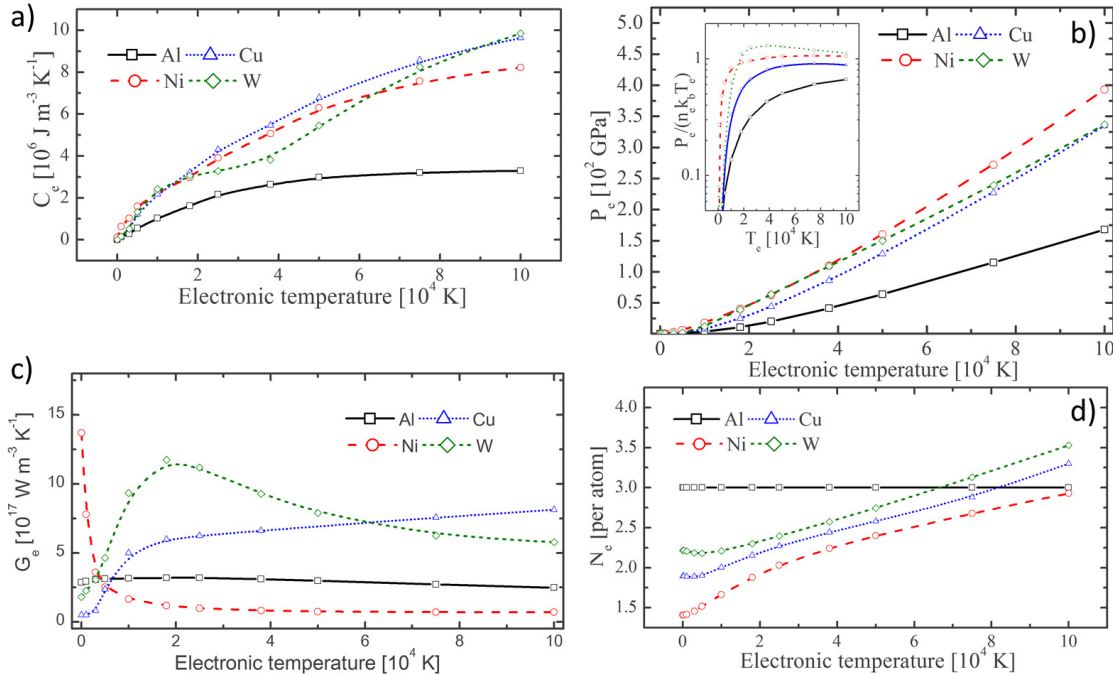 a)
Al
Cu
Ni
W
C_e [10^6 J m^-3 K^-1]
10
8
6
4
2
0
0 2 4 6 8 10
Electronic temperature [10^4 K]
b)
Al
Cu
Ni
W
P_e [10^2 GPa]
5.0
4.5
4.0
3.5
3.0
2.5
2.0
1.5
1.0
0.5
0 2 4 6 8 10
Electronic temperature [10^4 K]
P_e/(n_e k_b T_e)
1
0.1
0 2 4 6 8 10
T_e [10^4 K]
c)
Al
Cu
Ni
W
G_e [10^17 W m^-3 K^-1]
15
10
5
0
0 2 4 6 8 10
Electronic temperature [10^4 K]
d)
Al
Cu
Ni
W
N_e [per atom]
4.0
3.5
3.0
2.5
2.0
1.5
0 2 4 6 8 10
Electronic temperature [10^4 K]